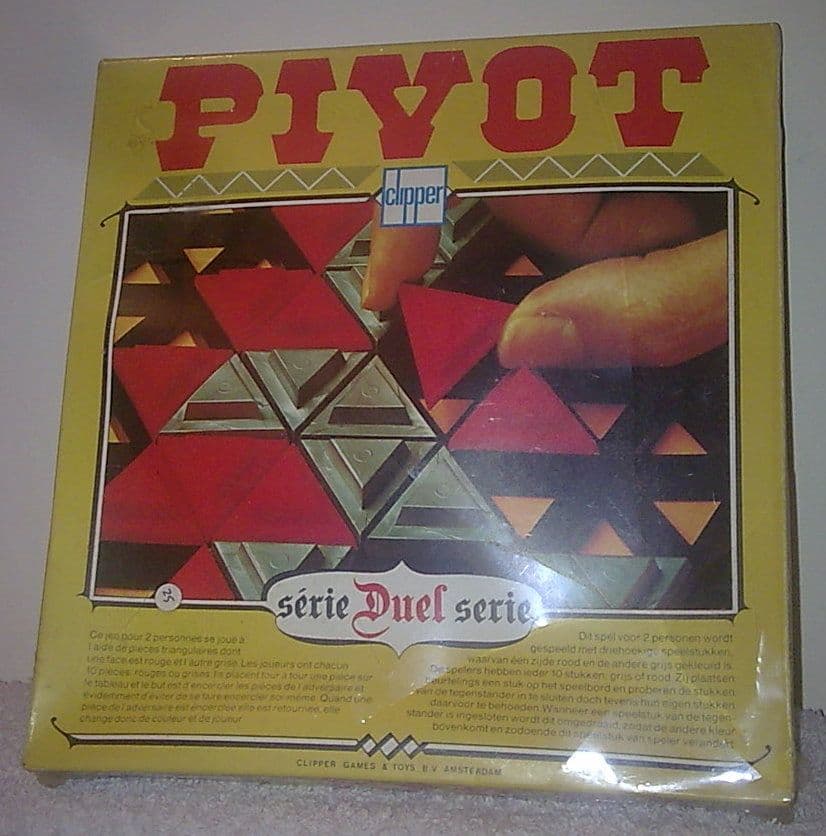 PIVOT
clipper
25
série Duel serie
Ce jeu pour 2 personnes se joue à
l'aide de pièces triangulaires dont
une face est rouge et l'autre grise. Les joueurs ont chacun
10 pièces, rouges ou grises. Ils placent tour à tour une pièce sur
le tableau et le but est d'encercler les pièces de l'adversaire et
évidemment d'éviter de se faire encercler soi-même. Quand une
pièce de l'adversaire est encerclée elle est retournée, elle
change donc de couleur et de joueur
Dit spel voor 2 personen wordt
gespeeld met driehoekige speelstukken,
waarvan één zijde rood en de andere grijs gekleurd is.
De spelers hebben ieder 10 stukken, grijs of rood. Zij plaatsen
beurtelings een stuk op het speelbord en proberen de stukken
van de tegenstander in te sluiten doch tevens hun eigen stukken
daarvoor te behoeden. Wanneer een speelstuk van de tegen-
stander is ingesloten wordt dit omgedraaid, zodat de andere kleur
bovenkomt en zodoende dit speelstuk van speler verandert.
CLIPPER GAMES & TOYS B.V. AMSTERDAM